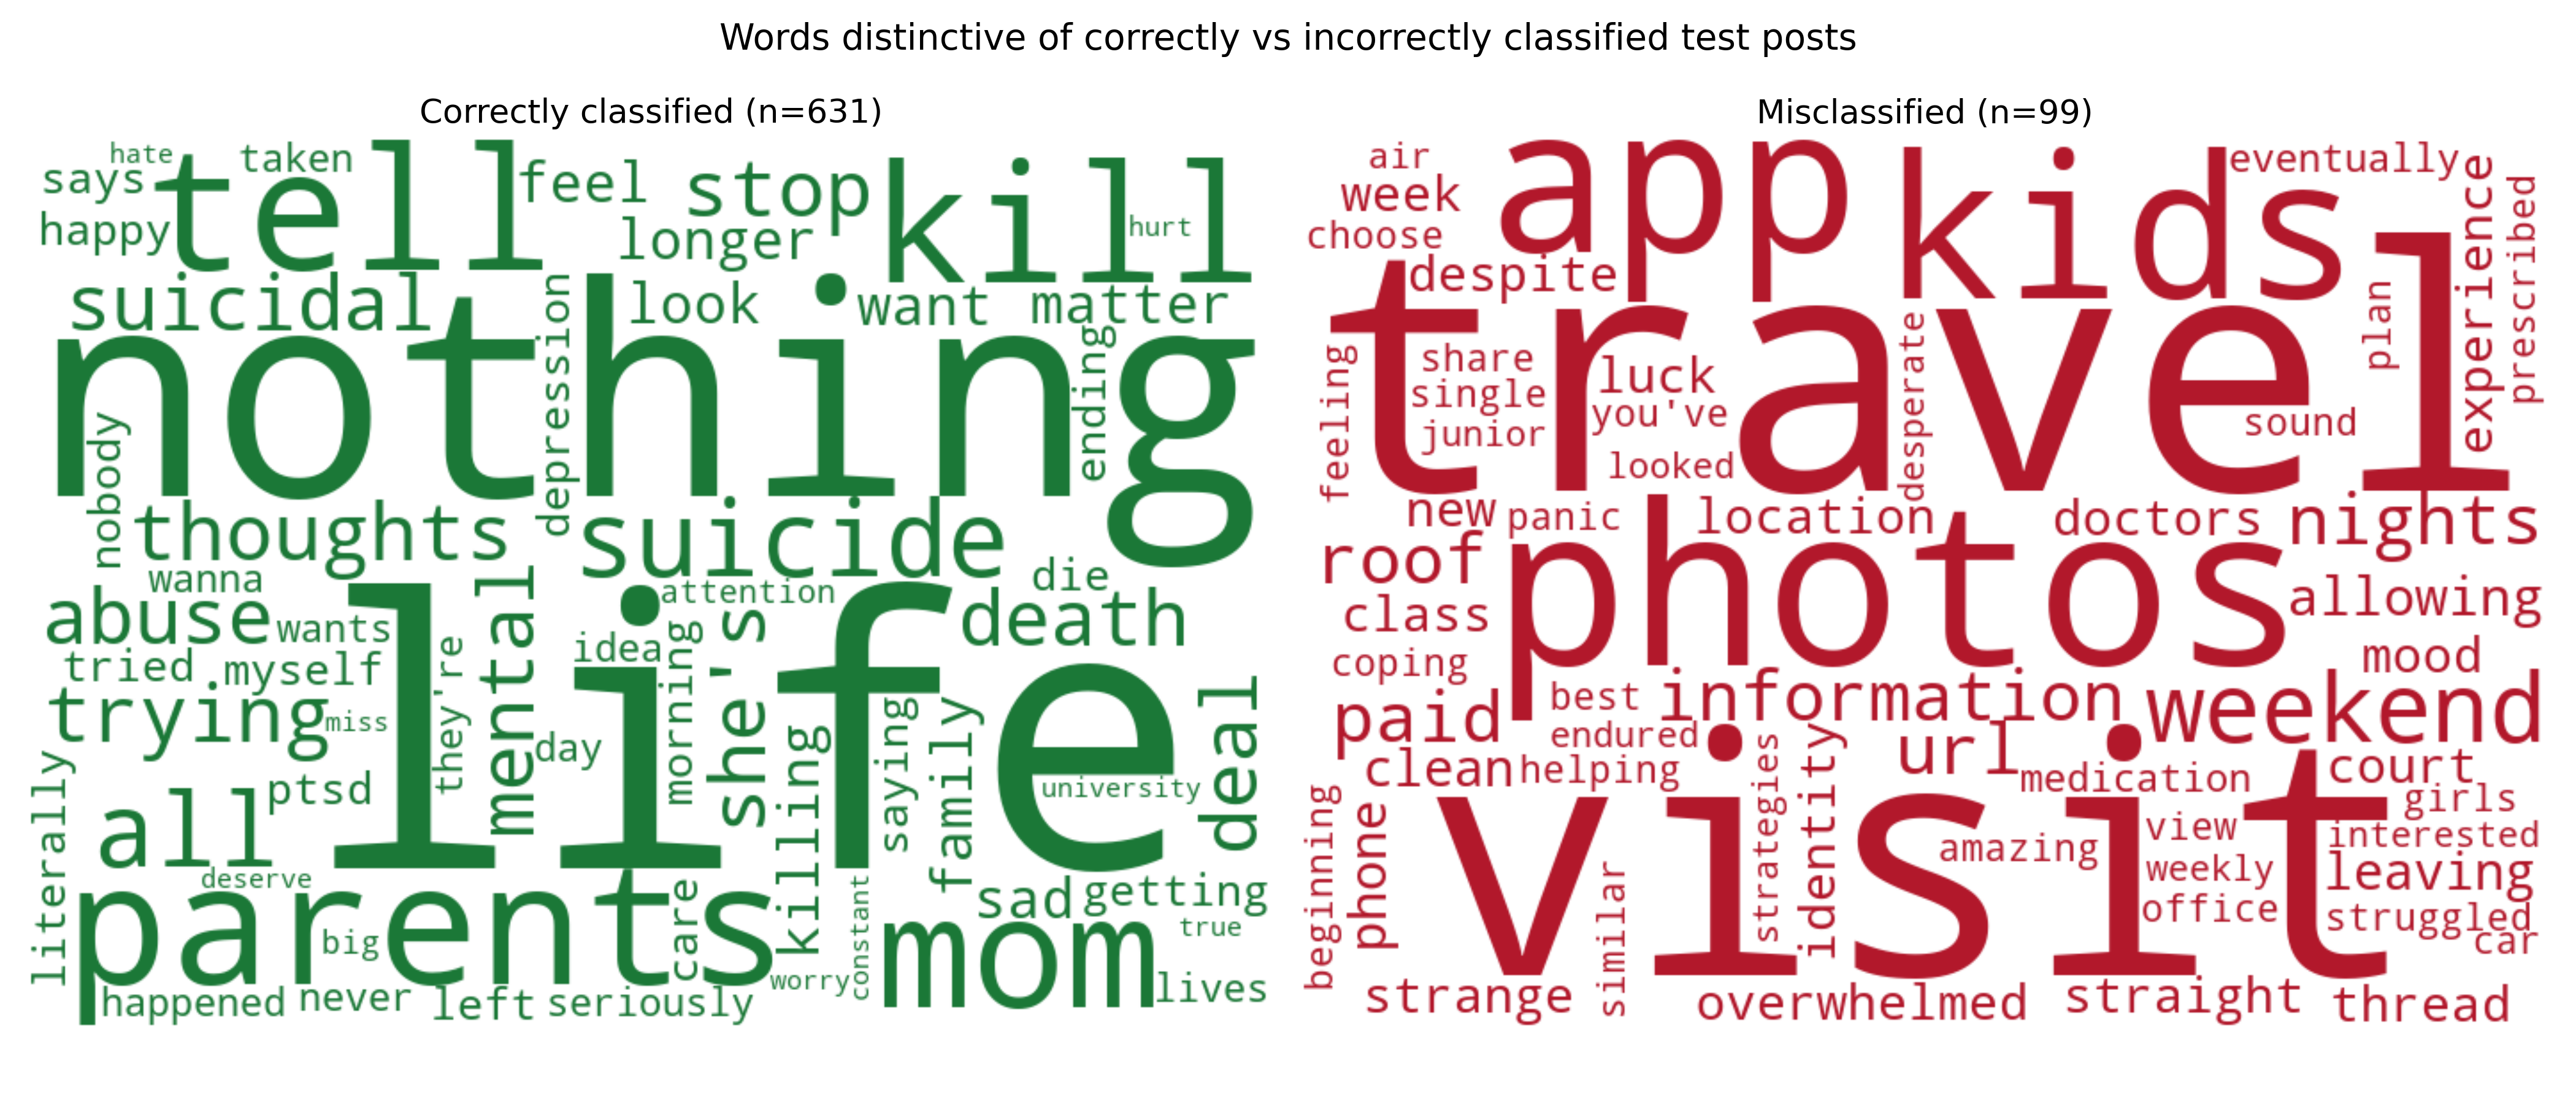 Words distinctive of correctly vs incorrectly classified test posts
Correctly classified (n=631)
hate
says
taken
happy
tell
feel
stop
longer
kill
hurt
suicidal
depression
look
want
matter
nothing
ending
nobody
thoughts
suicide
wanna
attention
die
abuse
wants
mental
death
tried
myself
they're
idea
morning
she's
life
trying
miss
day
killing
saying
family
deal
literally
ptsd
all
university
deserve
parents
big
care
constant
sad
getting
mom
true
worry
lives
happened
never
left
seriously
Misclassified (n=99)
air
week
choose
app
kids
eventually
experience
prescribed
despite
travel
feeling
share
single
junior
luck
you've
looked
desperate
plan
sound
new
panic
location
doctors
nights
roof
photos
class
allowing
coping
mood
paid
best
information
weekend
endured
clean
helping
strategies
identity
url
medication
court
girls
beginning
phone
visit
similar
amazing
view
interested
weekly
leaving
office
struggled
car
strange
overwhelmed
straight
thread